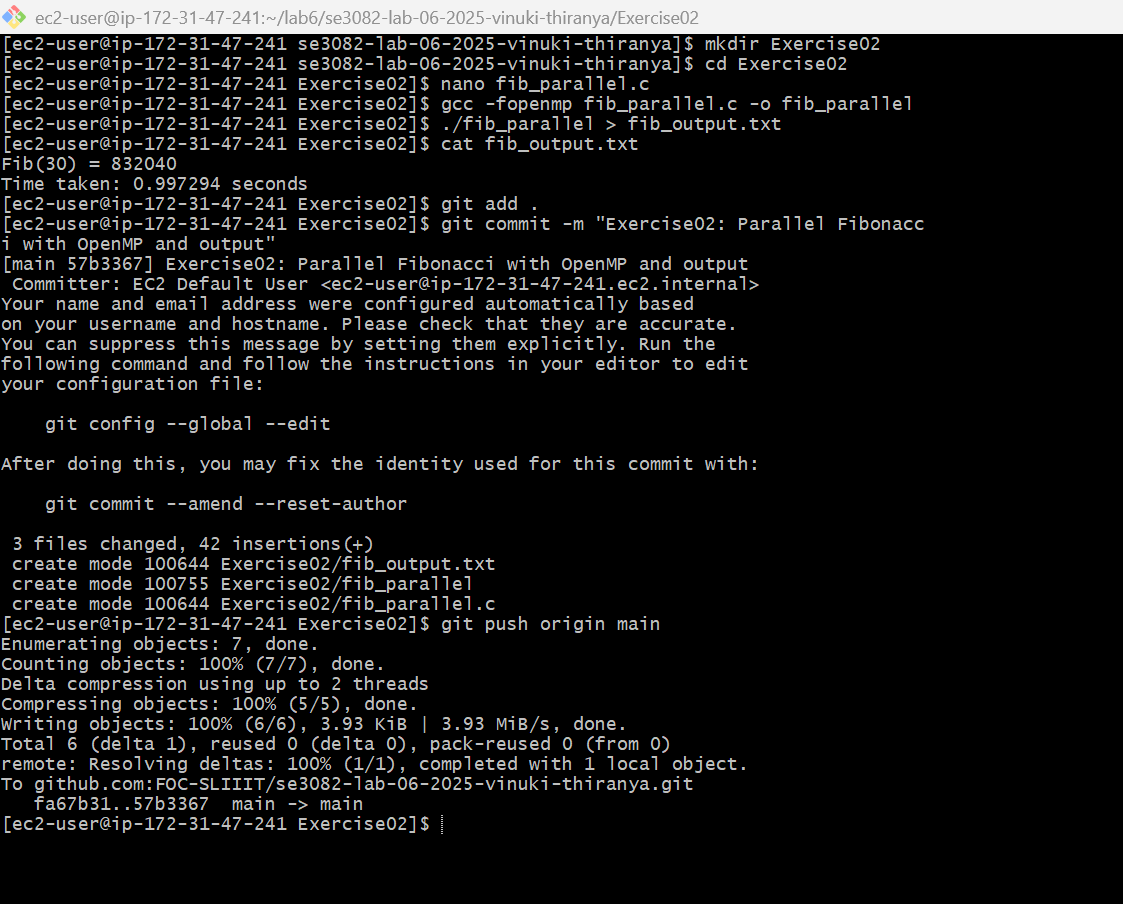 ec2-user@ip-172-31-47-241:~/lab6/se3082-lab-06-2025-vinuki-thiranya/Exercise02
[ec2-user@ip-172-31-47-241 se3082-lab-06-2025-vinuki-thiranya]$ mkdir Exercise02
[ec2-user@ip-172-31-47-241 se3082-lab-06-2025-vinuki-thiranya]$ cd Exercise02
[ec2-user@ip-172-31-47-241 Exercise02]$ nano fib_parallel.c
[ec2-user@ip-172-31-47-241 Exercise02]$ gcc -fopenmp fib_parallel.c -o fib_parallel
[ec2-user@ip-172-31-47-241 Exercise02]$ ./fib_parallel > fib_output.txt
[ec2-user@ip-172-31-47-241 Exercise02]$ cat fib_output.txt
Fib(30) = 832040
Time taken: 0.997294 seconds
[ec2-user@ip-172-31-47-241 Exercise02]$ git add .
[ec2-user@ip-172-31-47-241 Exercise02]$ git commit -m "Exercise02: Parallel Fibonacc
i with OpenMP and output"
[main 57b3367] Exercise02: Parallel Fibonacci with OpenMP and output
 Committer: EC2 Default User <ec2-user@ip-172-31-47-241.ec2.internal>
Your name and email address were configured automatically based
on your username and hostname. Please check that they are accurate.
You can suppress this message by setting them explicitly. Run the
following command and follow the instructions in your editor to edit
your configuration file:
    git config --global --edit
After doing this, you may fix the identity used for this commit with:
    git commit --amend --reset-author
 3 files changed, 42 insertions(+)
 create mode 100644 Exercise02/fib_output.txt
 create mode 100755 Exercise02/fib_parallel
 create mode 100644 Exercise02/fib_parallel.c
[ec2-user@ip-172-31-47-241 Exercise02]$ git push origin main
Enumerating objects: 7, done.
Counting objects: 100% (7/7), done.
Delta compression using up to 2 threads
Compressing objects: 100% (5/5), done.
Writing objects: 100% (6/6), 3.93 KiB | 3.93 MiB/s, done.
Total 6 (delta 1), reused 0 (delta 0), pack-reused 0 (from 0)
remote: Resolving deltas: 100% (1/1), completed with 1 local object.
To github.com:FOC-SLIIIT/se3082-lab-06-2025-vinuki-thiranya.git
   fa67b31..57b3367  main -> main
[ec2-user@ip-172-31-47-241 Exercise02]$